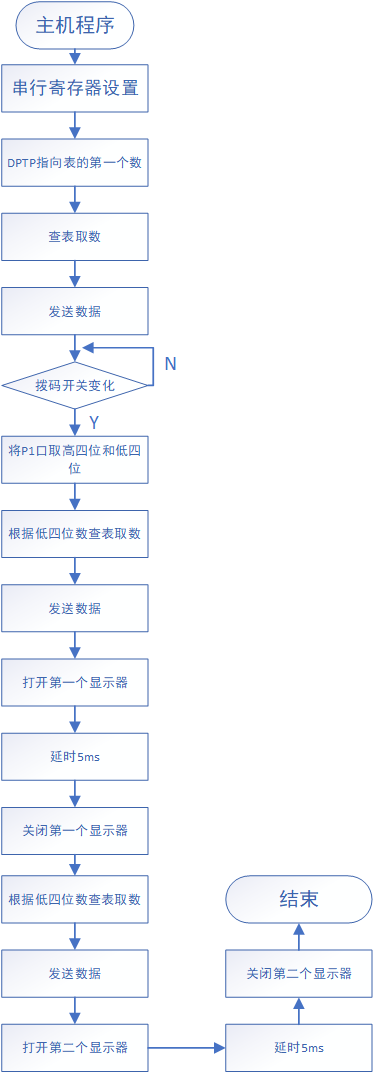 主机程序
串行寄存器设置
DPTP指向表的第一个数
查表取数
发送数据
N
拨码开关变化
Y
将P1口取高四位和低四
位
根据低四位数查表取数
发送数据
打开第一个显示器
延时5ms
关闭第一个显示器
根据低四位数查表取数
发送数据
打开第二个显示器
延时5ms
关闭第二个显示器
结束